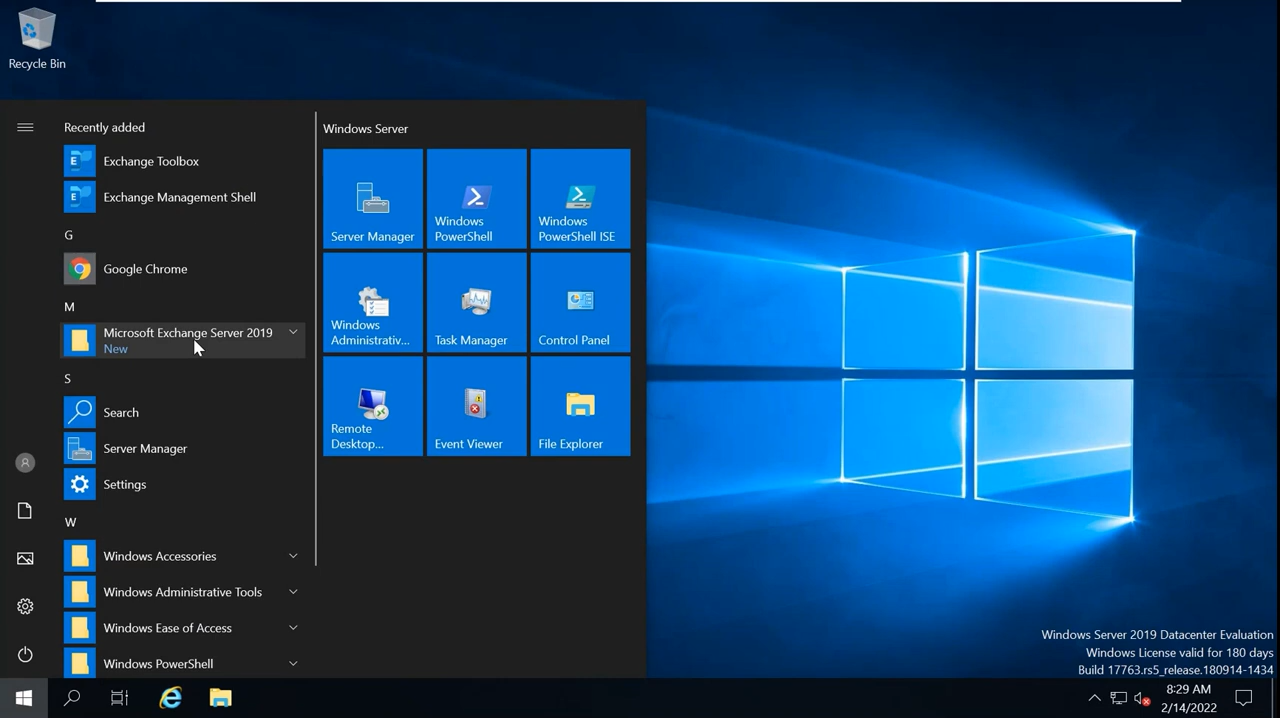 Recycle Bin
Recently added
Exchange Toolbox
Exchange Management Shell
G
Google Chrome
M
Microsoft Exchange Server 2019
New
S
Search
Server Manager
Settings
W
Windows Accessories
Windows Administrative Tools
Windows Ease of Access
Windows PowerShell
Windows Server
Server Manager
Windows
PowerShell
Windows
PowerShell ISE
Windows
Administrativ...
Task Manager
Control Panel
Remote
Desktop...
Event Viewer
File Explorer
Windows Server 2019 Datacenter Evaluation
Windows License valid for 180 days
Build 17763.rs5_release.180914-1434
8:29 AM
2/14/2022